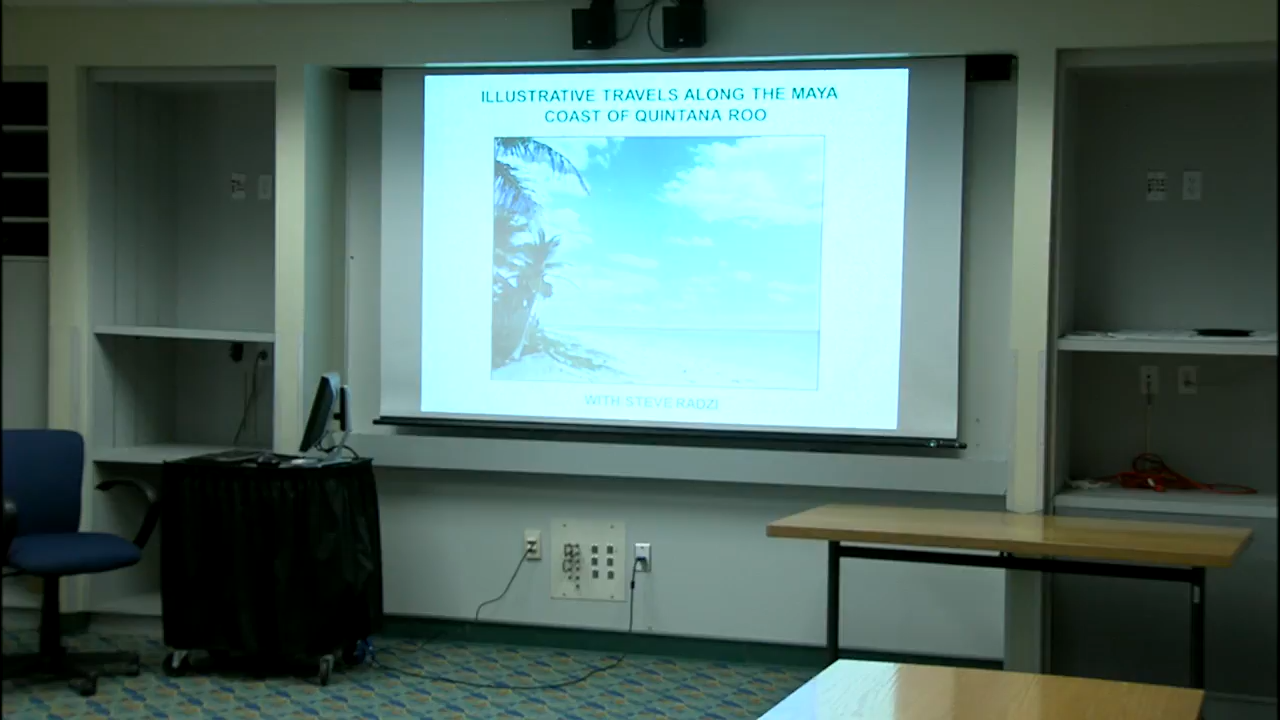 ILLUSTRATIVE TRAVELS ALONG THE MAYA
COAST OF QUINTANA ROO
WITH STEVE RADZI